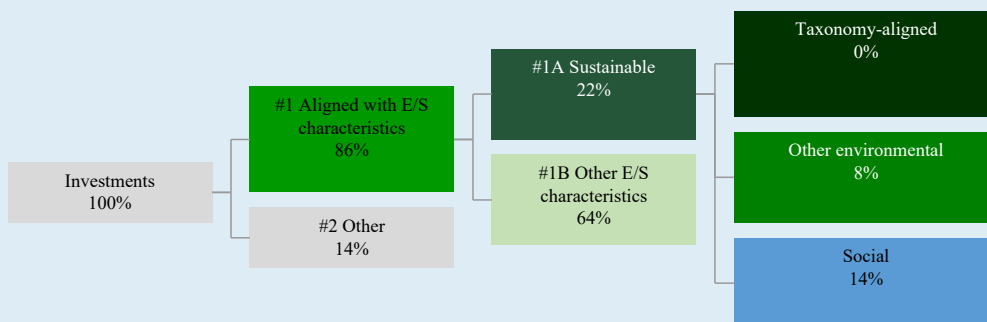 Investments
100%
#1 Aligned with E/S
characteristics
86%
#2 Other
14%
#1A Sustainable
22%
#1B Other E/S
characteristics
64%
Taxonomy-aligned
0%
Other environmental
8%
Social
14%